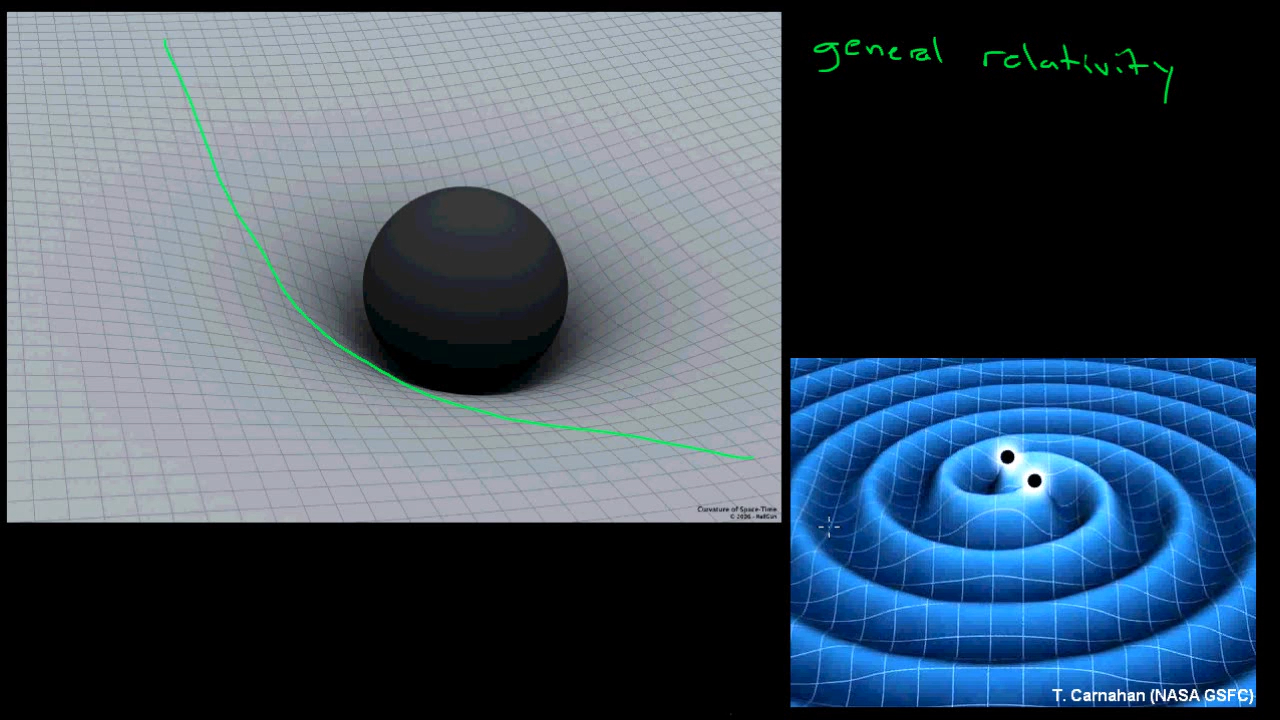 general relativity
Curvature of Space-Time
T. Carnahan (NASA GSFC)